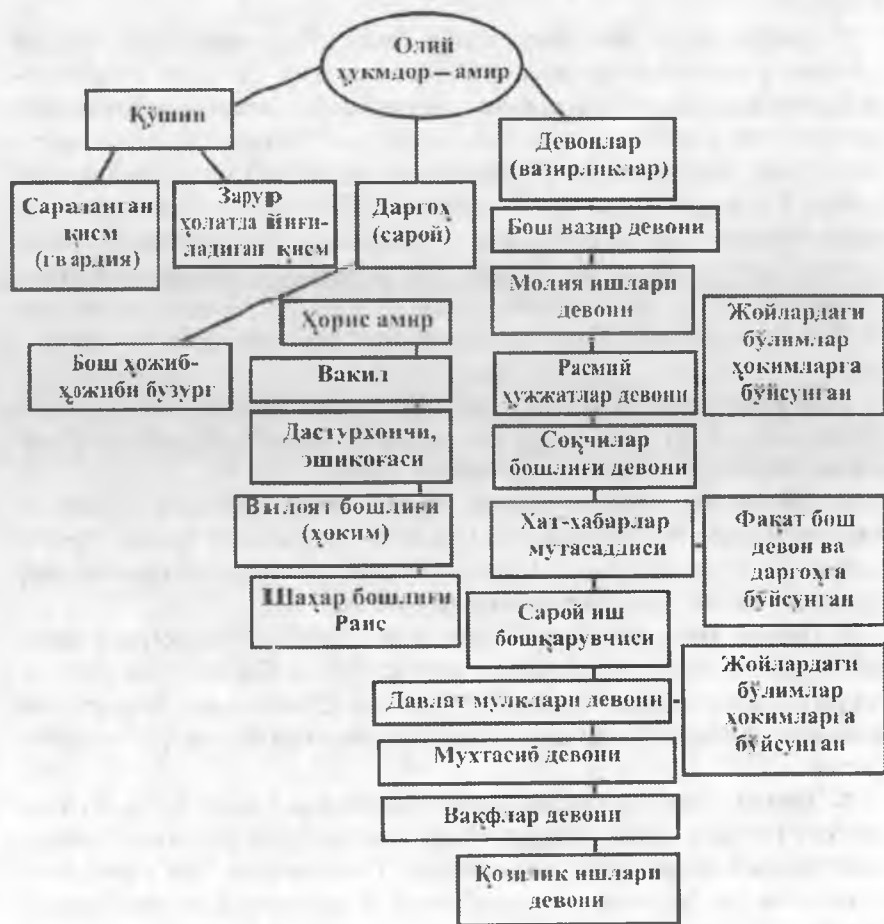 Олий
ҳукмдор – амир
Қўшин
Девонлар
(вазирликлар)
Сараланган
қисм
(гвардия)
Зарур
ҳолатда йиғи-
ладиган қисм
Даргоҳ
(сарой)
Бош вазир девони
Молия ишлари
девони
Жойлардаги
бўлимлар
ҳокимларга
бўйсунган
Ҳорис амир
Бош ҳожиб-
ҳожиби бузург
Вакил
Расмий
ҳужжатлар девони
Дастурхончи,
эшикоғаси
Соқчилар
бошлиғи девони
Вилоят бошлиғи
(ҳоким)
Хат-хабарлар
мутасаддиси
Фақат бош
девон ва
даргоҳга
бўйсунган
Шаҳар бошлиғи
Раис
Сарой иш
бошқарувчиси
Давлат мулклари девони
Жойлардаги
бўлимлар
ҳокимларга
бўйсунган
Мухтасиб девони
Вақфлар девони
Қозилик ишлари
девони